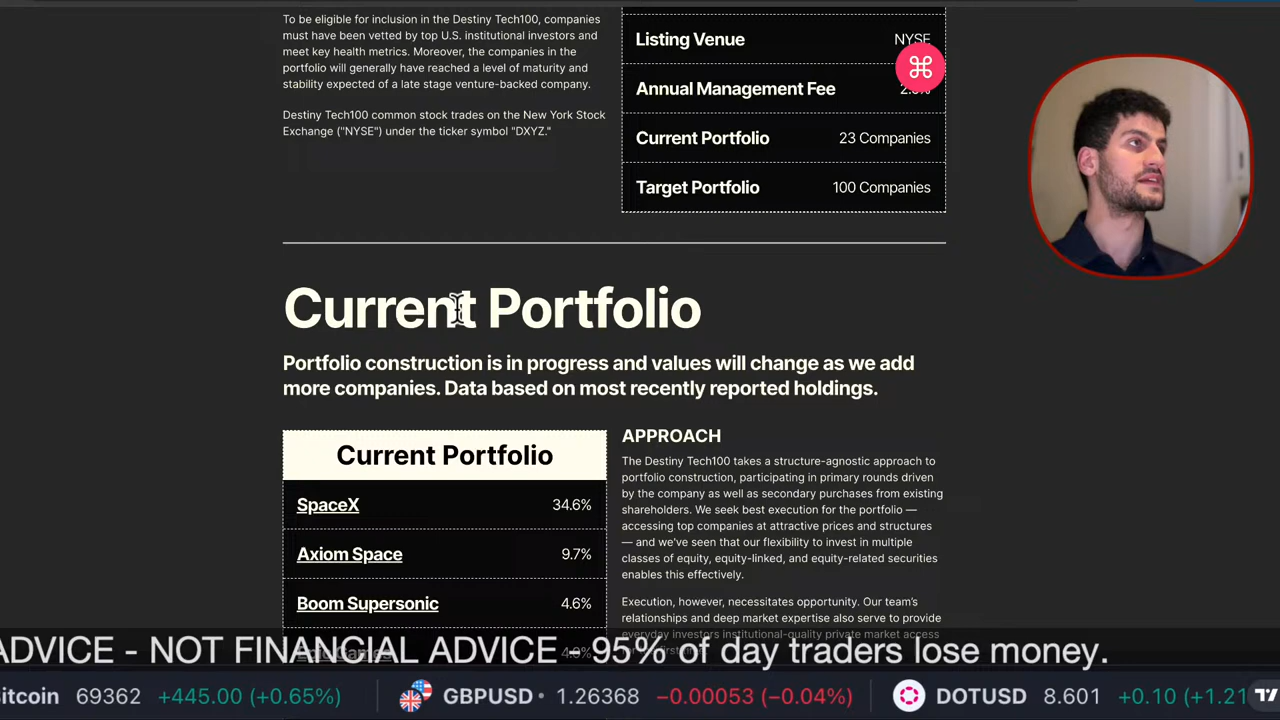 To be eligible for inclusion in the Destiny Tech100, companies
must have been vetted by top U.S. institutional investors and
meet key health metrics. Moreover, the companies in the
portfolio will generally have reached a level of maturity and
stability expected of a late stage venture-backed company.
Destiny Tech100 common stock trades on the New York Stock
Exchange ("NYSE") under the ticker symbol "DXYZ."
Listing Venue NYSE
Annual Management Fee
Current Portfolio 23 Companies
Target Portfolio 100 Companies
Current Portfolio
Portfolio construction is in progress and values will change as we add
more companies. Data based on most recently reported holdings.
Current Portfolio
SpaceX 34.6%
Axiom Space 9.7%
Boom Supersonic 4.6%
APPROACH
The Destiny Tech100 takes a structure-agnostic approach to
portfolio construction, participating in primary rounds driven
by the company as well as secondary purchases from existing
shareholders. We seek best execution for the portfolio —
accessing top companies at attractive prices and structures
— and we've seen that our flexibility to invest in multiple
classes of equity, equity-linked, and equity-related securities
enables this effectively.
Execution, however, necessitates opportunity. Our team's
relationships and deep market expertise also serve to provide
everyday investors institutional-quality private market access
ADVICE - NOT FINANCIAL ADVICE - 95% of day traders lose money.
Bitcoin 69362 +445.00 (+0.65%) GBPUSD • 1.26368 −0.00053 (−0.04%) DOTUSD 8.601 +0.10 (+1.21